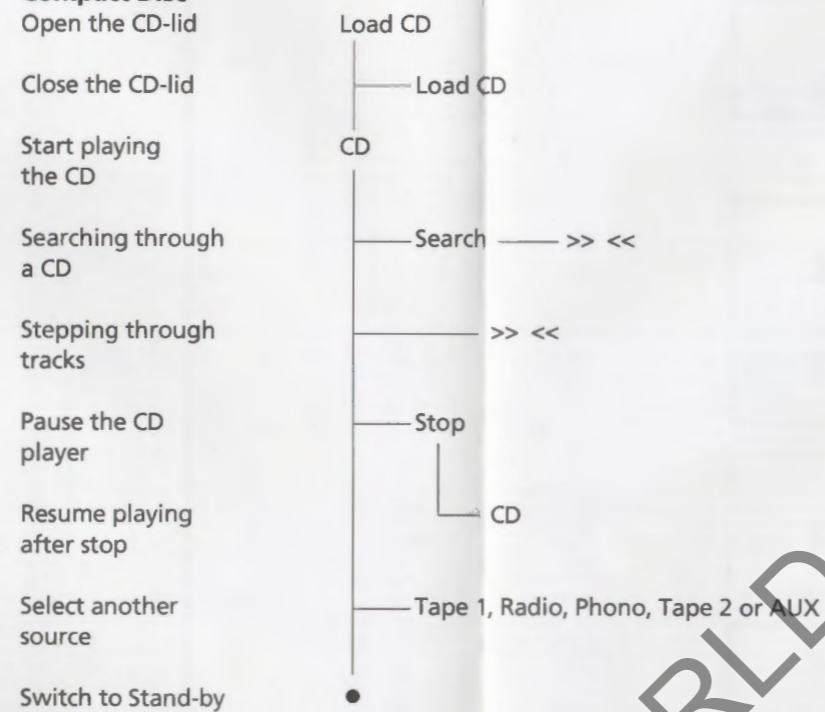 Open the CD-lid Load CD
Close the CD-lid Load CD
Start playing CD
the CD
Searching through Search >> <<
a CD
Stepping through >> <<
tracks
Pause the CD Stop
player
Resume playing CD
after stop
Select another Tape 1, Radio, Phono, Tape 2 or AUX
source
Switch to Stand-by •
RLD